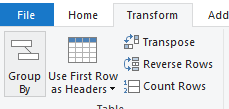 File Home Transform Add
Group By
Use First Row as Headers
Transpose
Reverse Rows
Count Rows